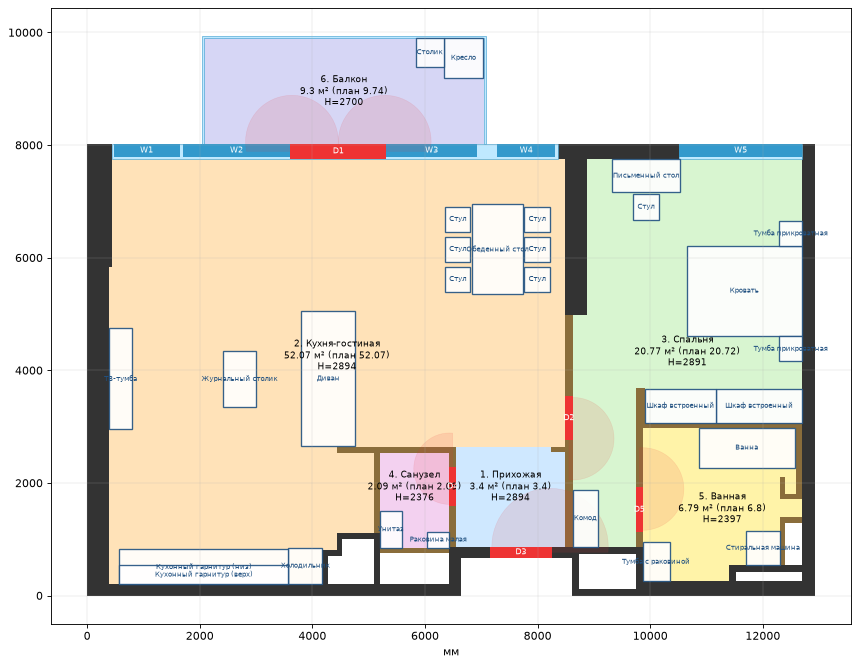 10000
8000
6000
4000
2000
0
0
2000
4000
6000
8000
10000
12000
мм
Столик
Кресло
6. Балкон
9.3 м² (план 9.74)
H=2700
W1
W2
D1
W3
W4
W5
Письменный стол
Стул
Стул
Стул
Стул
Стул
Обеденный стол
Стул
Стул
Стул
Тумба прикроватная
Кровать
Тумба прикроватная
3. Спальня
20.77 м² (план 20.72)
H=2891
2. Кухня-гостиная
52.07 м² (план 52.07)
H=2894
Диван
Журнальный столик
ТВ-тумба
Шкаф встроенный
Шкаф встроенный
D2
Ванна
4. Санузел
2.09 м² (план 2.02)
H=2376
D4
1. Прихожая
3.4 м² (план 3.4)
H=2894
5. Ванная
6.79 м² (план 6.8)
H=2397
D5
Комод
Унитаз
Раковина малая
D3
Стиральная машина
Тумба с раковиной
Холодильник
Кухонный гарнитур (низ)
Кухонный гарнитур (верх)